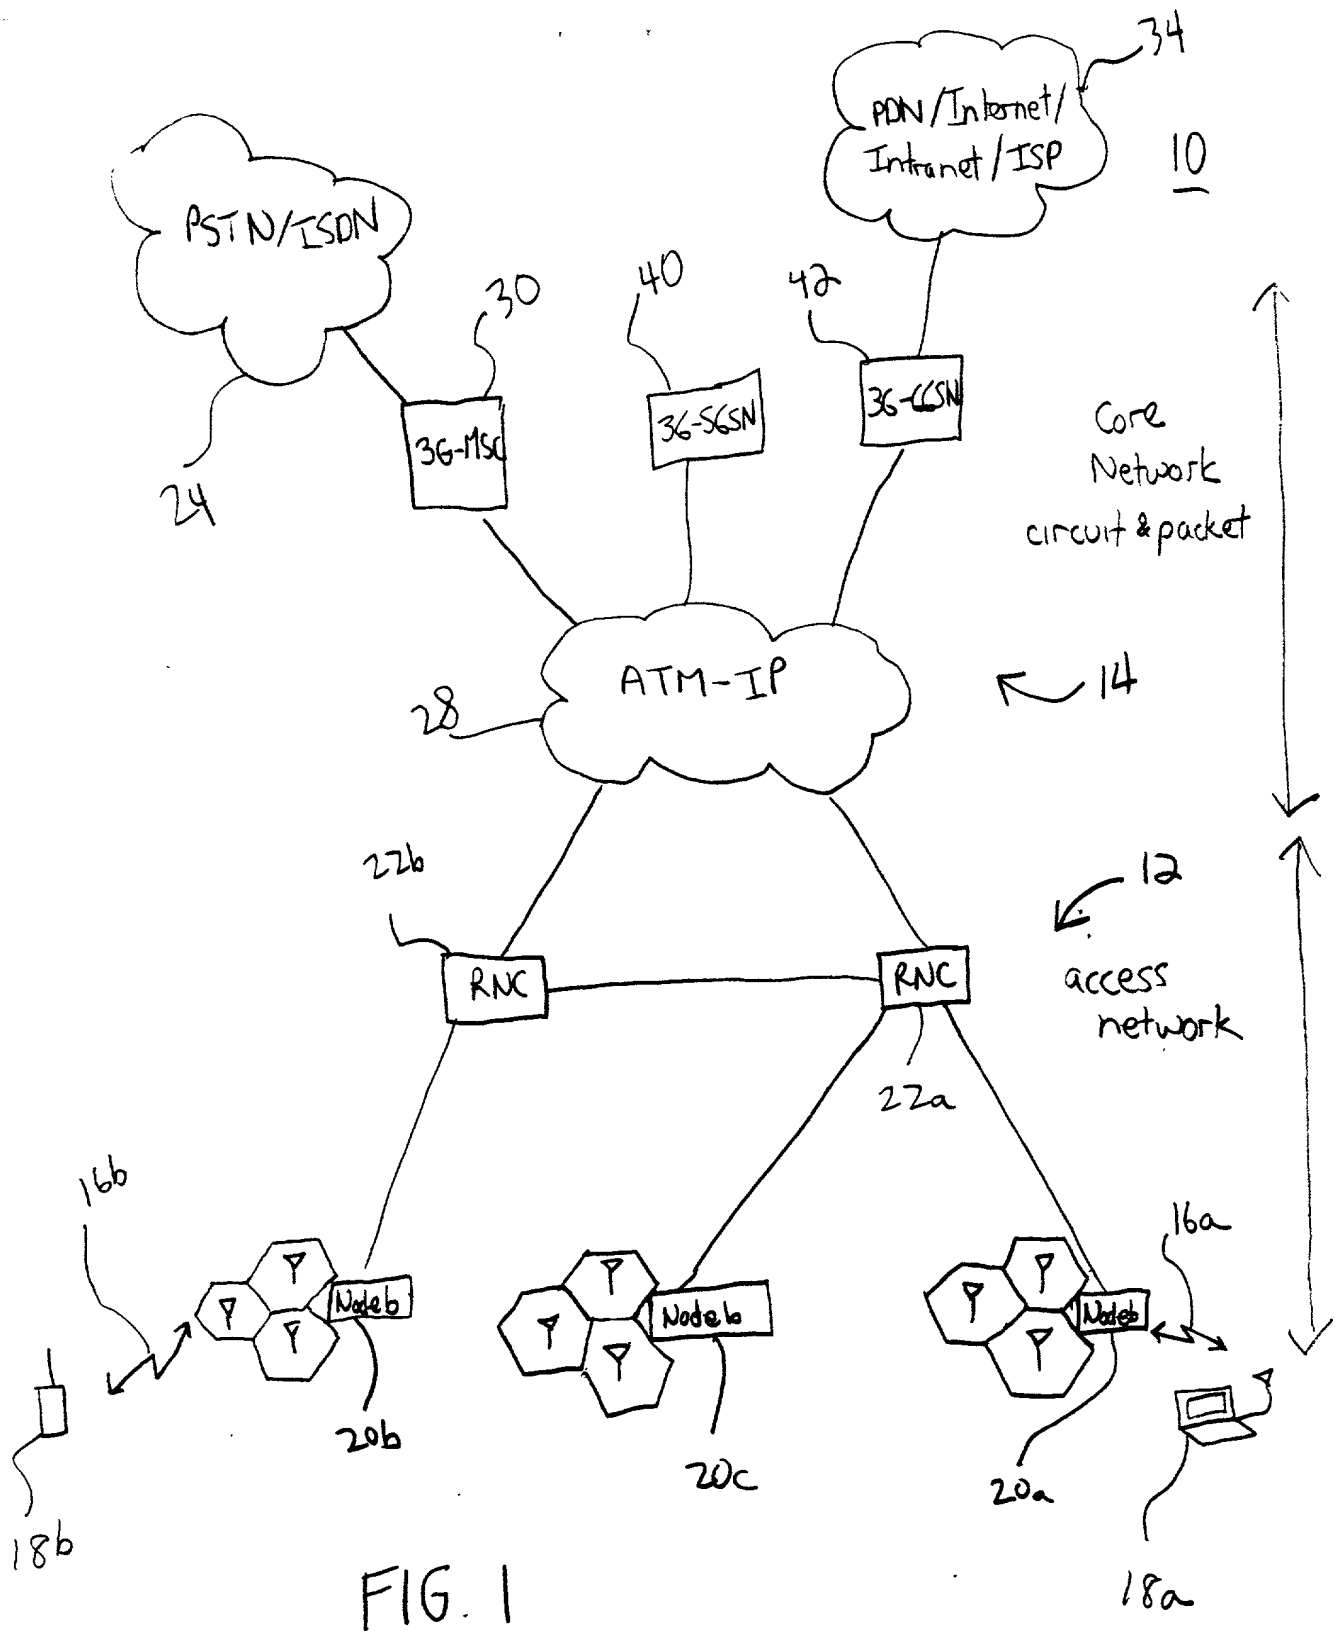 34
PDN/Internet/
Intranet/ISP
10
PSTN/ISDN
30
40
42
24
3G-MSC
3G-SGSN
3G-GGSN
Core
Network
circuit & packet
ATM-IP
28
14
22b
12
RNC
RNC
access
network
22a
16b
16a
Nodeb
Nodeb
Nodeb
20b
20c
20a
18b
18a
FIG. 1